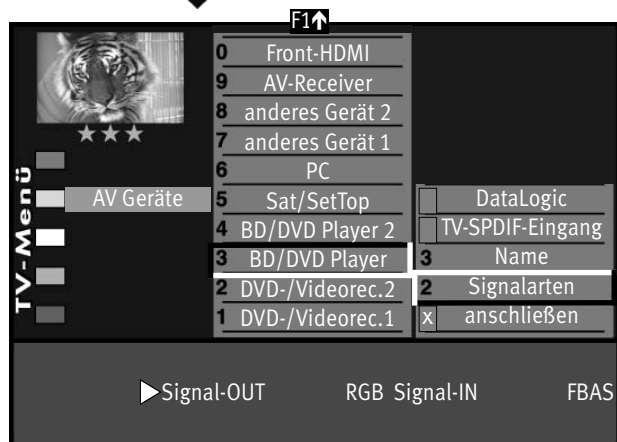 F1↑
0 Front-HDMI
9 AV-Receiver
8 anderes Gerät 2
7 anderes Gerät 1
6 PC
5 Sat/SetTop
4 BD/DVD Player 2
3 BD/DVD Player
2 DVD-/Videorec.2
1 DVD-/Videorec.1
TV-Menü
AV Geräte
DataLogic
TV-SPDIF-Eingang
3 Name
2 Signalarten
x anschließen
Signal-OUT RGB Signal-IN FBAS